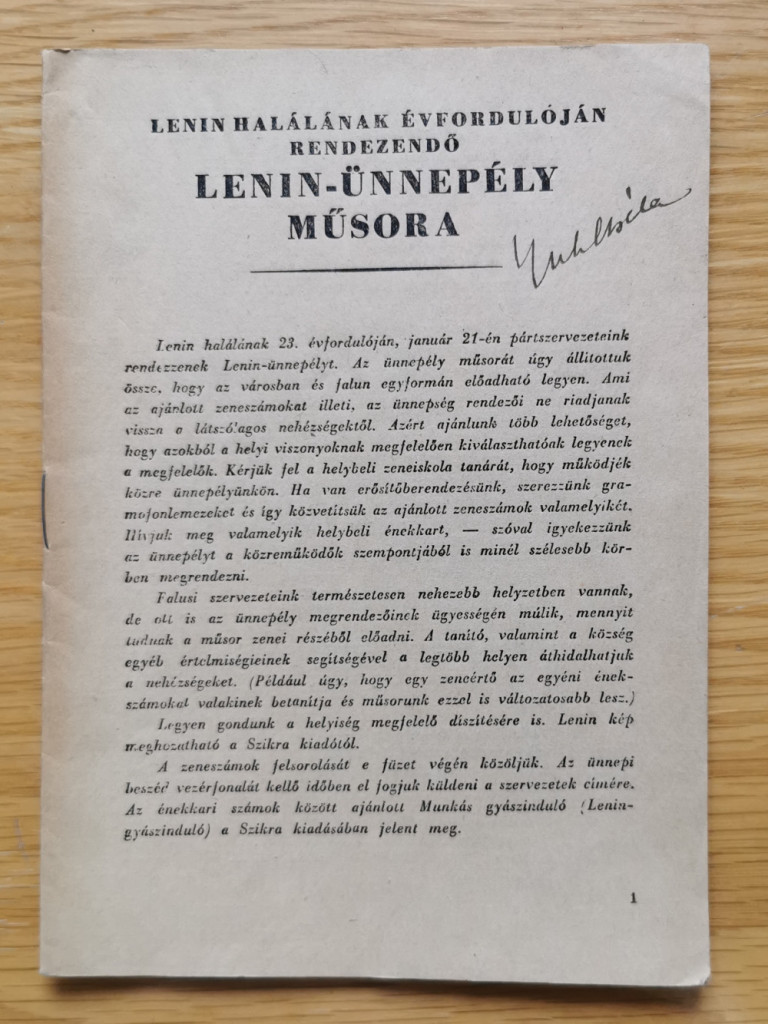 LENIN HALÁLÁNAK ÉVFORDULÓJÁN
RENDEZENDŐ
LENIN-ÜNNEPÉLY
MŰSORA
Lenin halálának 23. évfordulóján, január 21-én pártszervezeteink
rendezzenek Lenin-ünnepélyt. Az ünnepély műsorát úgy állitottuk
össze, hogy az városban és falun egyformán előadható legyen. Ami
az ajánlott zeneszámokat illeti, az ünnepség rendezői ne riadjanak
vissza a látszólagos nehézségektől. Azért ajánlunk több lehetőséget,
hogy azokból a helyi viszonyoknak megfelelően kiválaszthatóak legyenek
a megfelelők. Kérjük fel a helybeli zeneiskola tanárát, hogy működjék
közre ünnepélyünkön. Ha van erősítőberendezésünk, szerezzünk gra-
mofonlemezeket és így közvetítsük az ajánlott zeneszámok valamelyikét.
Hívjuk meg valamelyik helybeli énekkart, — szóval igyekezzünk
az ünnepélyt a közreműködők szempontjából is minél szélesebb kör-
ben megrendezni.
Falusi szervezeteink természetesen nehezebb helyzetben vannak,
de ott is az ünnepély megrendezőinek ügyességén múlik, mennyit
tudnak a műsor zenei részéből előadni. A tanító, valamint a község
egyéb értelmiségieinek segítségével a legtöbb helyen áthidalhatjuk
a nehézségeket. (Például úgy, hogy egy zeneértő az egyéni ének-
számokat valakinek betanítja és műsorunk ezzel is változatosabb lesz.)
Legyen gondunk a helyiség megfelelő díszítésére is. Lenin kép
meghozatható a Szikra kiadótól.
A zeneszámok felsorolását e füzet végén közöljük. Az ünnepi
beszéd vezérfonalát kellő időben el fogjuk küldeni a szervezetek címére.
Az énekkari számok között ajánlott Munkás gyászinduló (Lenin-
gyászinduló) a Szikra kiadásában jelent meg.
1